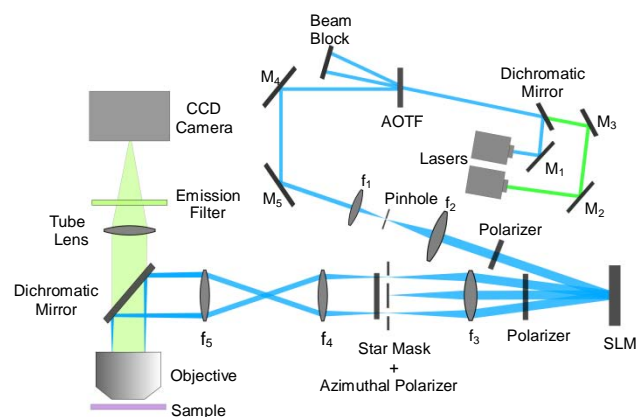 Beam
Block
M4
CCD
Camera
AOTF
Dichromatic
Mirror
M3
Lasers
M1
M2
M5
f1
Pinhole
f2
Emission
Filter
Tube
Lens
Polarizer
Dichromatic
Mirror
f5
f4
f3
Polarizer
SLM
Star Mask
+
Azimuthal Polarizer
Objective
Sample